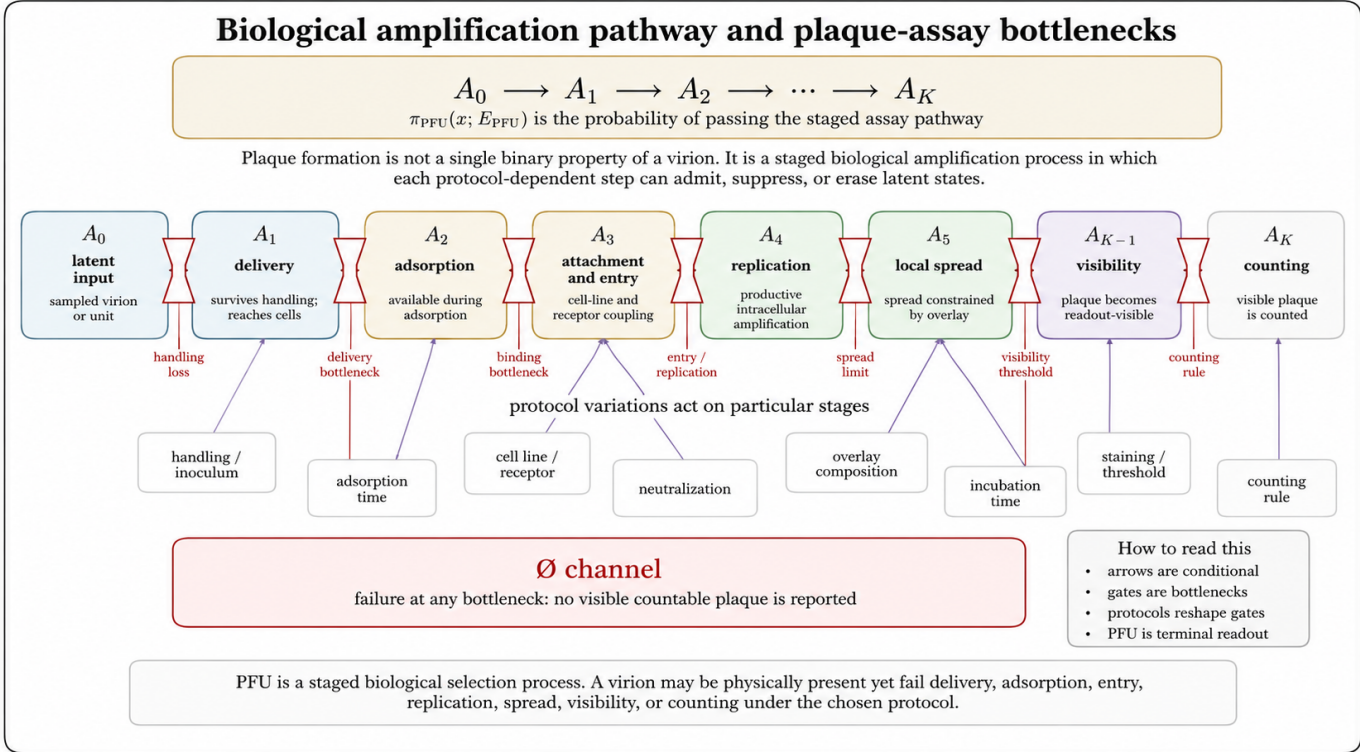 Biological amplification pathway and plaque-assay bottlenecks
A₀ → A₁ → A₂ → ⋯ → A_K
π_PFU(x; E_PFU) is the probability of passing the staged assay pathway
Plaque formation is not a single binary property of a virion. It is a staged biological amplification process in which
each protocol-dependent step can admit, suppress, or erase latent states.
A₀
latent
input
sampled virion
or unit
A₁
delivery
survives handling;
reaches cells
A₂
adsorption
available during
adsorption
A₃
attachment
and entry
cell-line and
receptor coupling
A₄
replication
productive
intracellular
amplification
A₅
local spread
spread constrained
by overlay
A_{K−1}
visibility
plaque becomes
readout-visible
A_K
counting
visible plaque
is counted
handling
loss
delivery
bottleneck
binding
bottleneck
entry /
replication
spread
limit
visibility
threshold
counting
rule
protocol variations act on particular stages
handling /
inoculum
adsorption
time
cell line /
receptor
neutralization
overlay
composition
incubation
time
staining /
threshold
counting
rule
Ø channel
failure at any bottleneck: no visible countable plaque is reported
How to read this
• arrows are conditional
• gates are bottlenecks
• protocols reshape gates
• PFU is terminal readout
PFU is a staged biological selection process. A virion may be physically present yet fail delivery, adsorption, entry,
replication, spread, visibility, or counting under the chosen protocol.